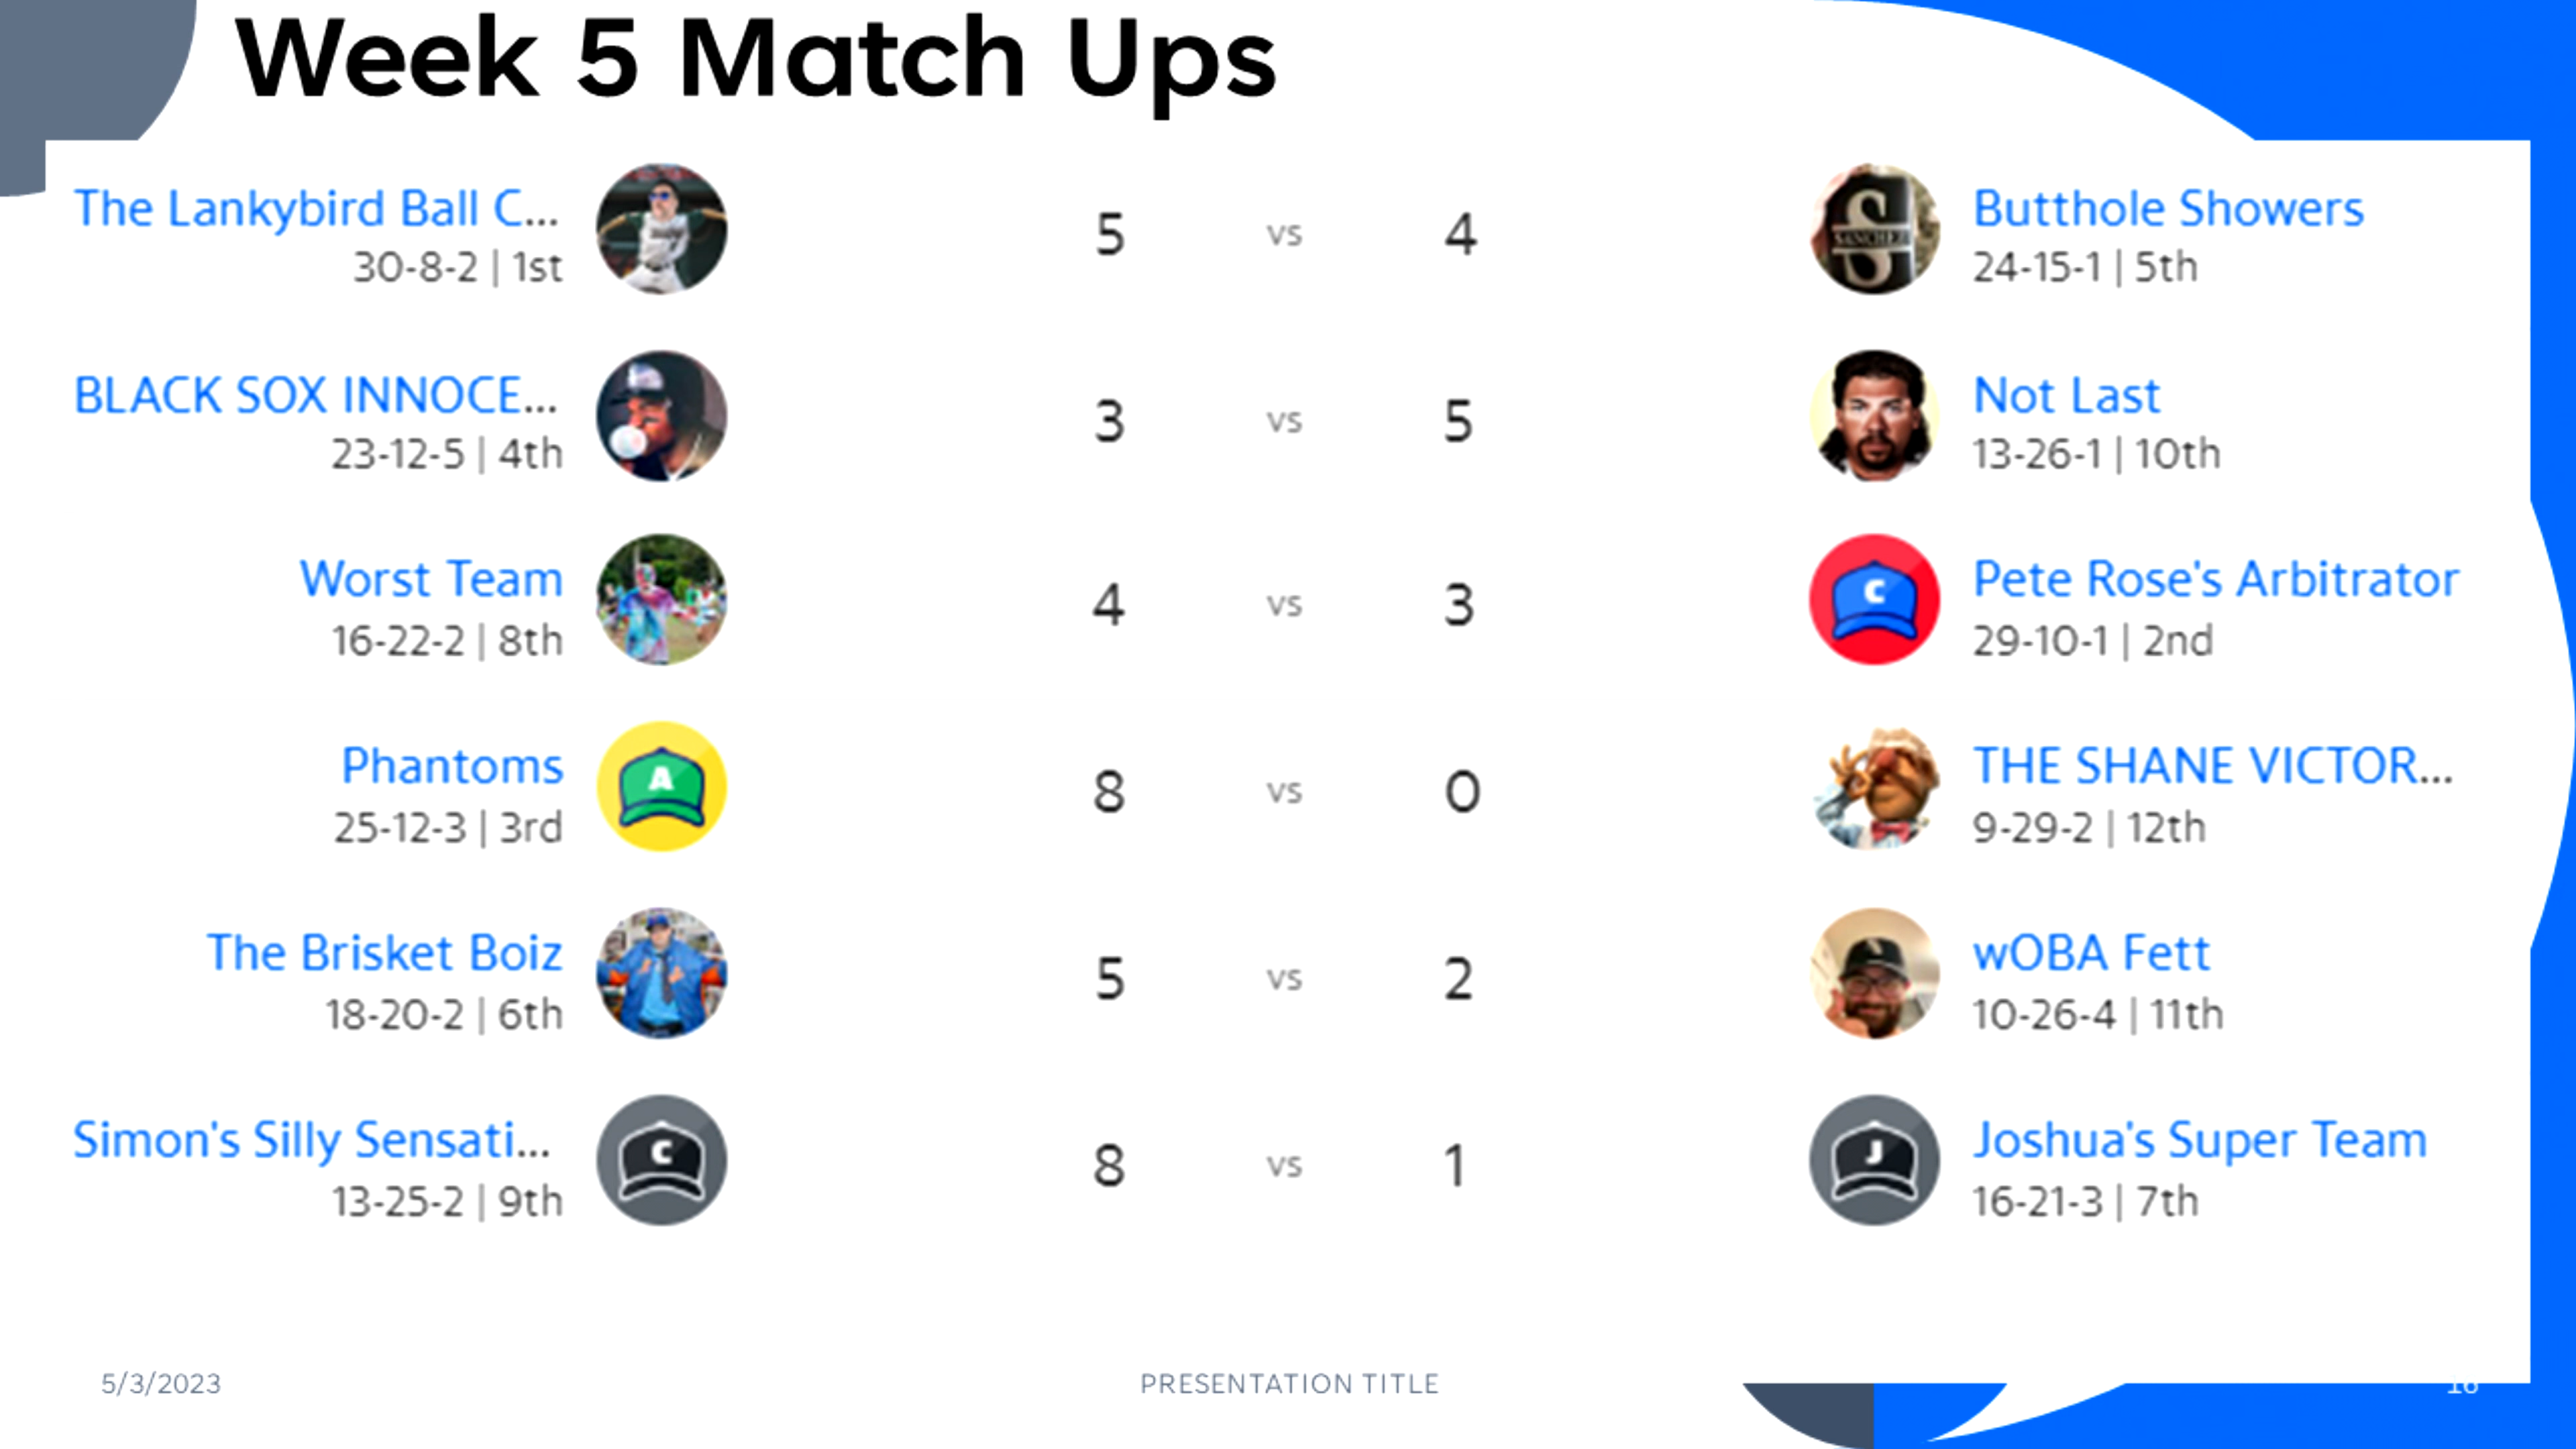 Week 5 Match Ups
The Lankybird Ball C...
30-8-2 | 1st
5 vs 4
Butthole Showers
24-15-1 | 5th
BLACK SOX INNOCE...
23-12-5 | 4th
3 vs 5
Not Last
13-26-1 | 10th
Worst Team
16-22-2 | 8th
4 vs 3
C
Pete Rose's Arbitrator
29-10-1 | 2nd
Phantoms
25-12-3 | 3rd
A
8 vs 0
THE SHANE VICTOR...
9-29-2 | 12th
The Brisket Boiz
18-20-2 | 6th
5 vs 2
wOBA Fett
10-26-4 | 11th
Simon's Silly Sensati...
13-25-2 | 9th
C
8 vs 1
J
Joshua's Super Team
16-21-3 | 7th
5/3/2023
PRESENTATION TITLE
16